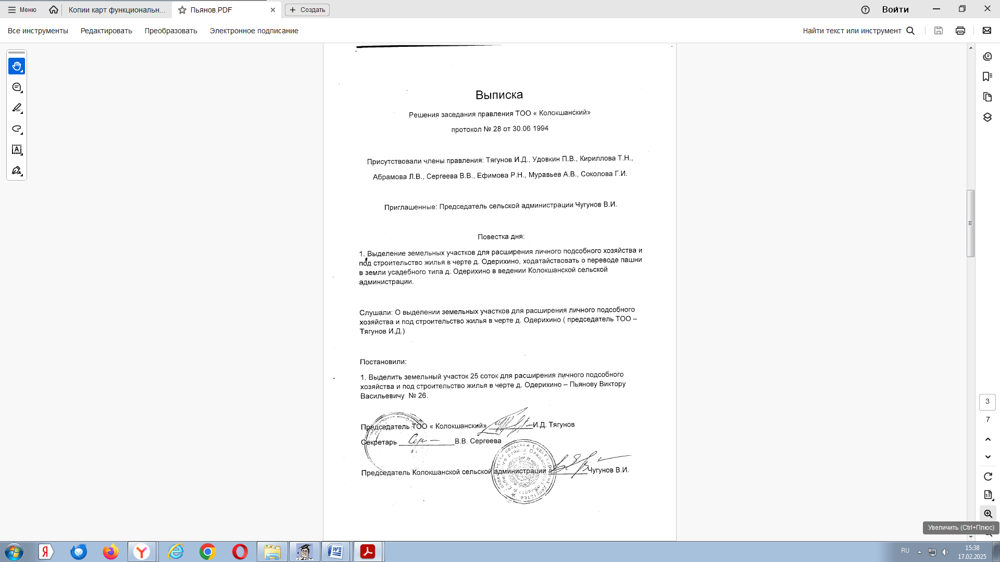 Меню
Копии карт функциональн...
Пьянов.PDF
Создать
Войти
Все инструменты
Редактировать
Преобразовать
Электронное подписание
Найти текст или инструмент
Выписка
Решения заседания правления ТОО « Колокшанский»
протокол № 28 от 30.06 1994
Присутствовали члены правления: Тягунов И.Д., Удовкин П.В., Кириллова Т.Н.,
Абрамова Л.В., Сергеева В.В., Ефимова Р.Н., Муравьев А.В., Соколова Г.И.
Приглашенные: Председатель сельской администрации Чугунов В.И.
Повестка дня:
1. Выделение земельных участков для расширения личного подсобного хозяйства и
под строительство жилья в черте д. Одерихино, ходатайствовать о переводе пашни
в земли усадебного типа д. Одерихино в ведении Колокшанской сельской
администрации.
Слушали: О выделении земельных участков для расширения личного подсобного
хозяйства и под строительство жилья в черте д. Одерихино ( председатель ТОО –
Тягунов И.Д.)
Постановили:
1. Выделить земельный участок 25 соток для расширения личного подсобного
хозяйства и под строительство жилья в черте д. Одерихино – Пьянову Виктору
Васильевичу № 26.
Председатель ТОО « Колокшанский» И.Д. Тягунов
Секретарь В.В. Сергеева
Председатель Колокшанской сельской администрации Чугунов В.И.
3
7
Увеличить (Ctrl+Плюс)
RU
15:38
17.02.2025